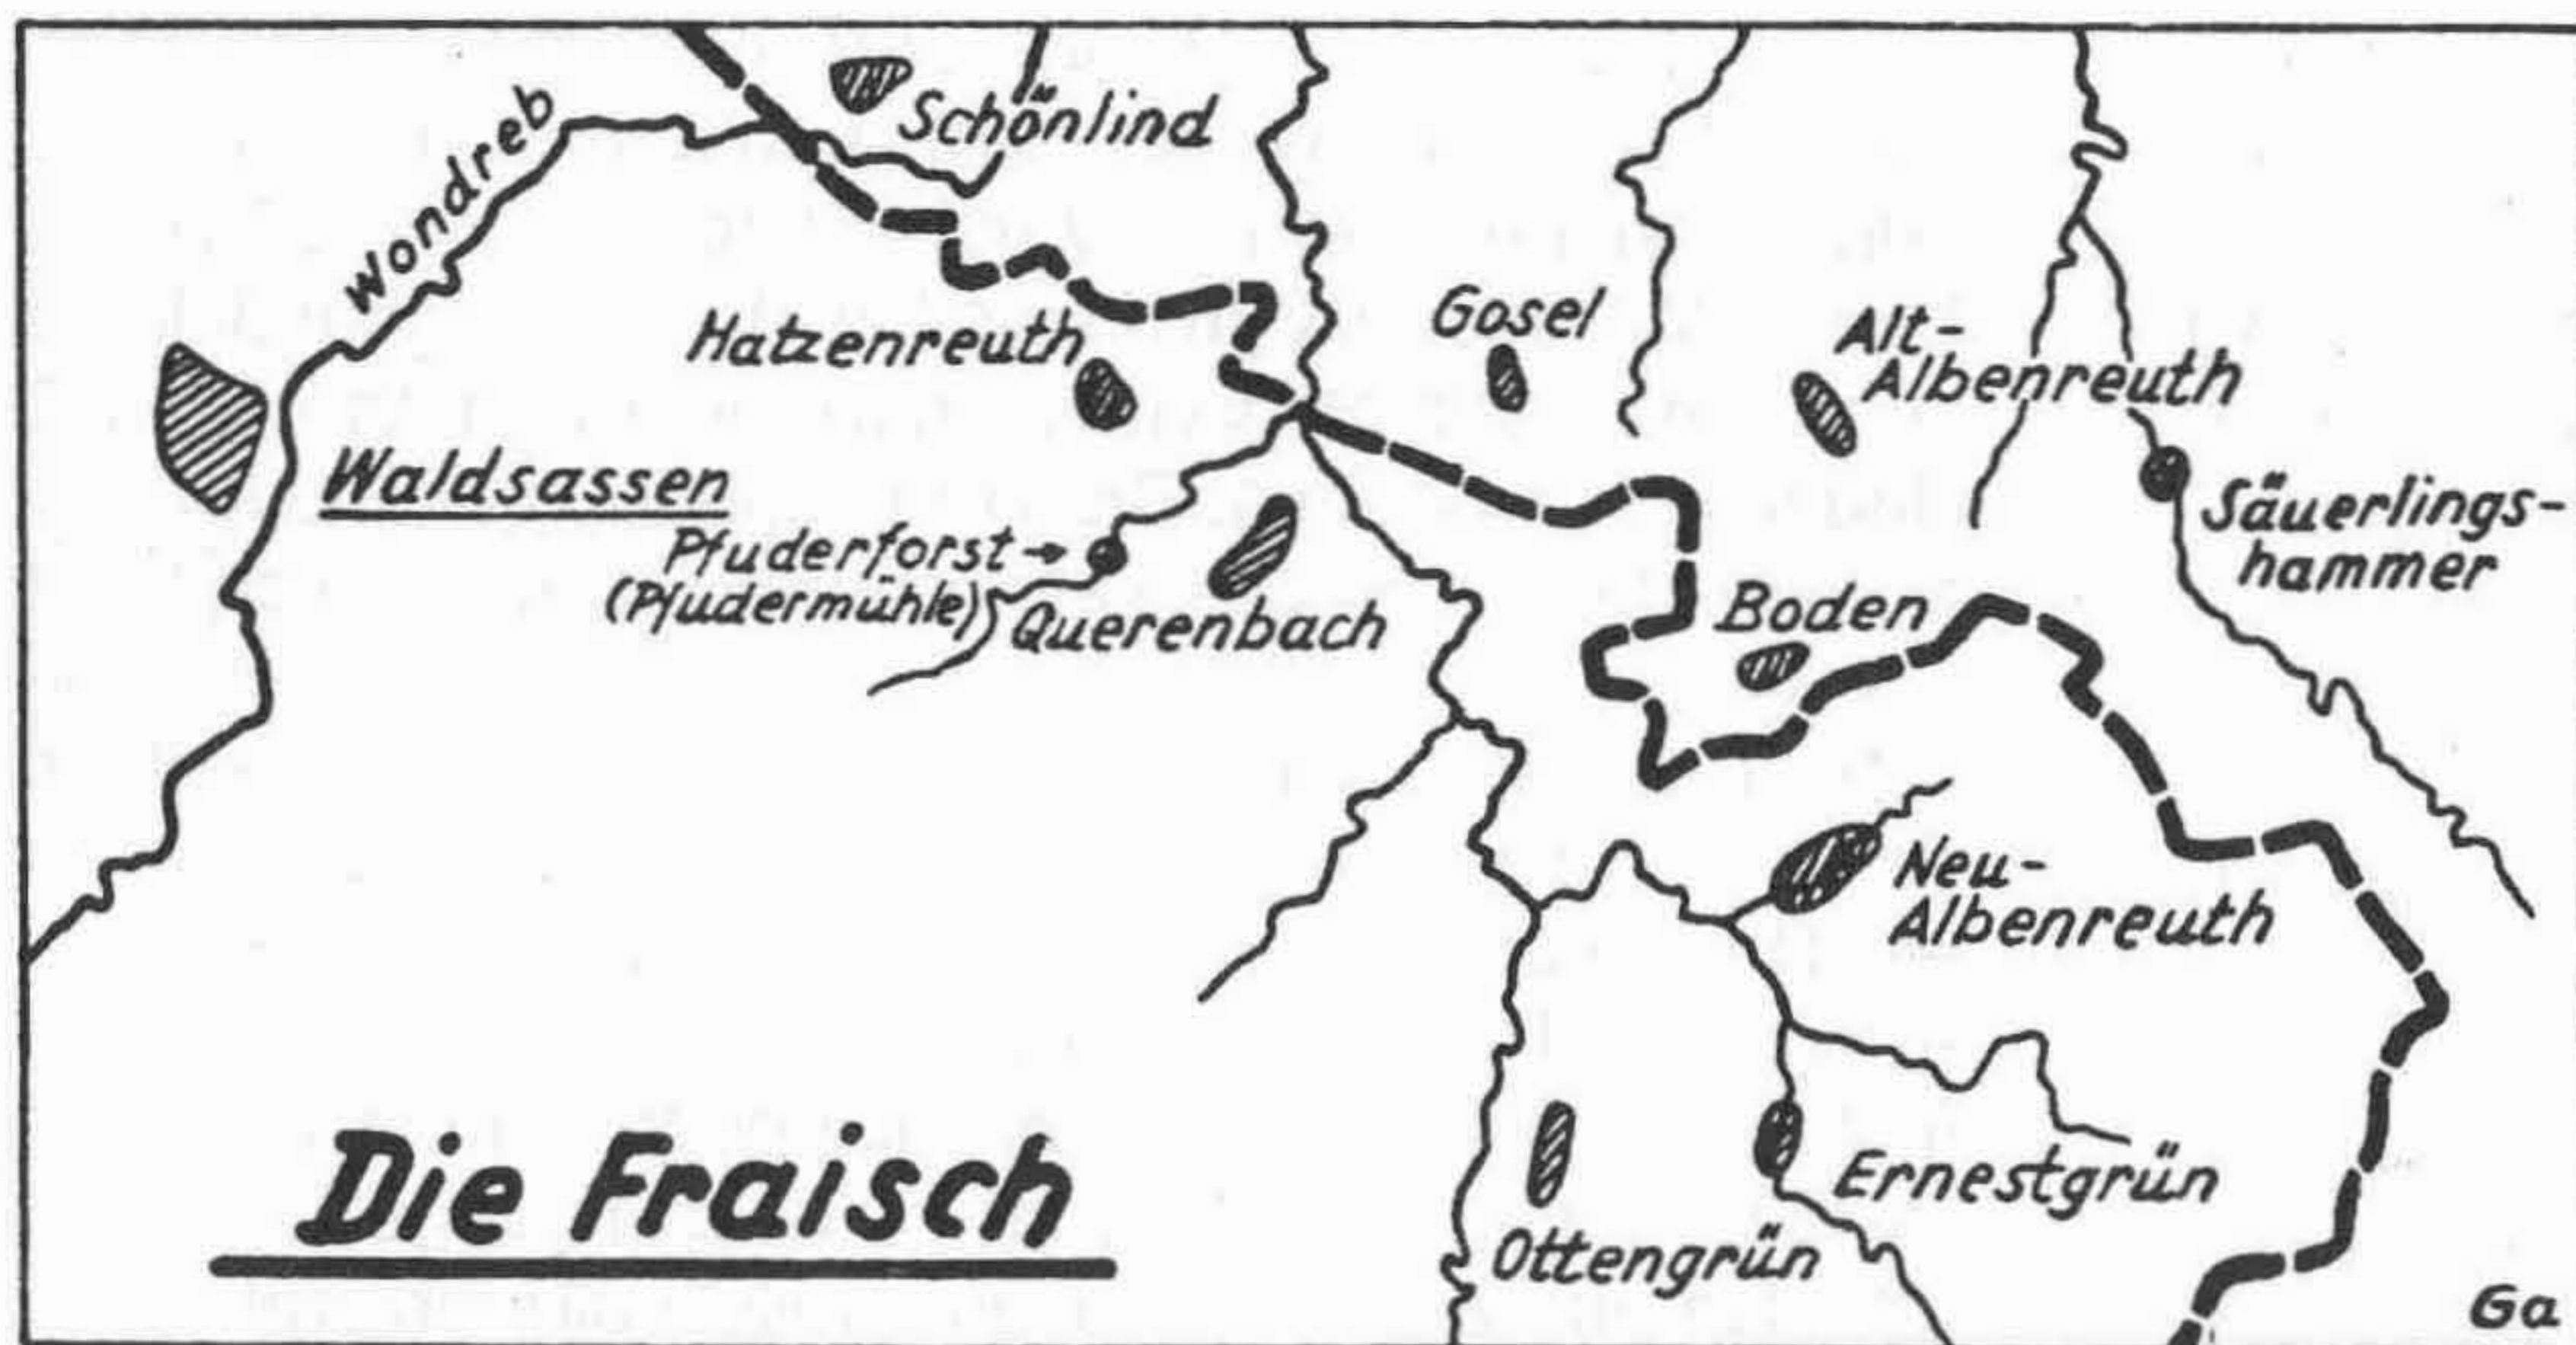 Schönlind
Wondreb
Hatzenreuth
Gosel
Alt-
Albenreuth
Waldsassen
Säuerlings-
hammer
Pfuderforst →
(Pfudermühle)
Querenbach
Boden
Neu-
Albenreuth
Die Fraisch
Ernestgrün
Ottengrün
Ga